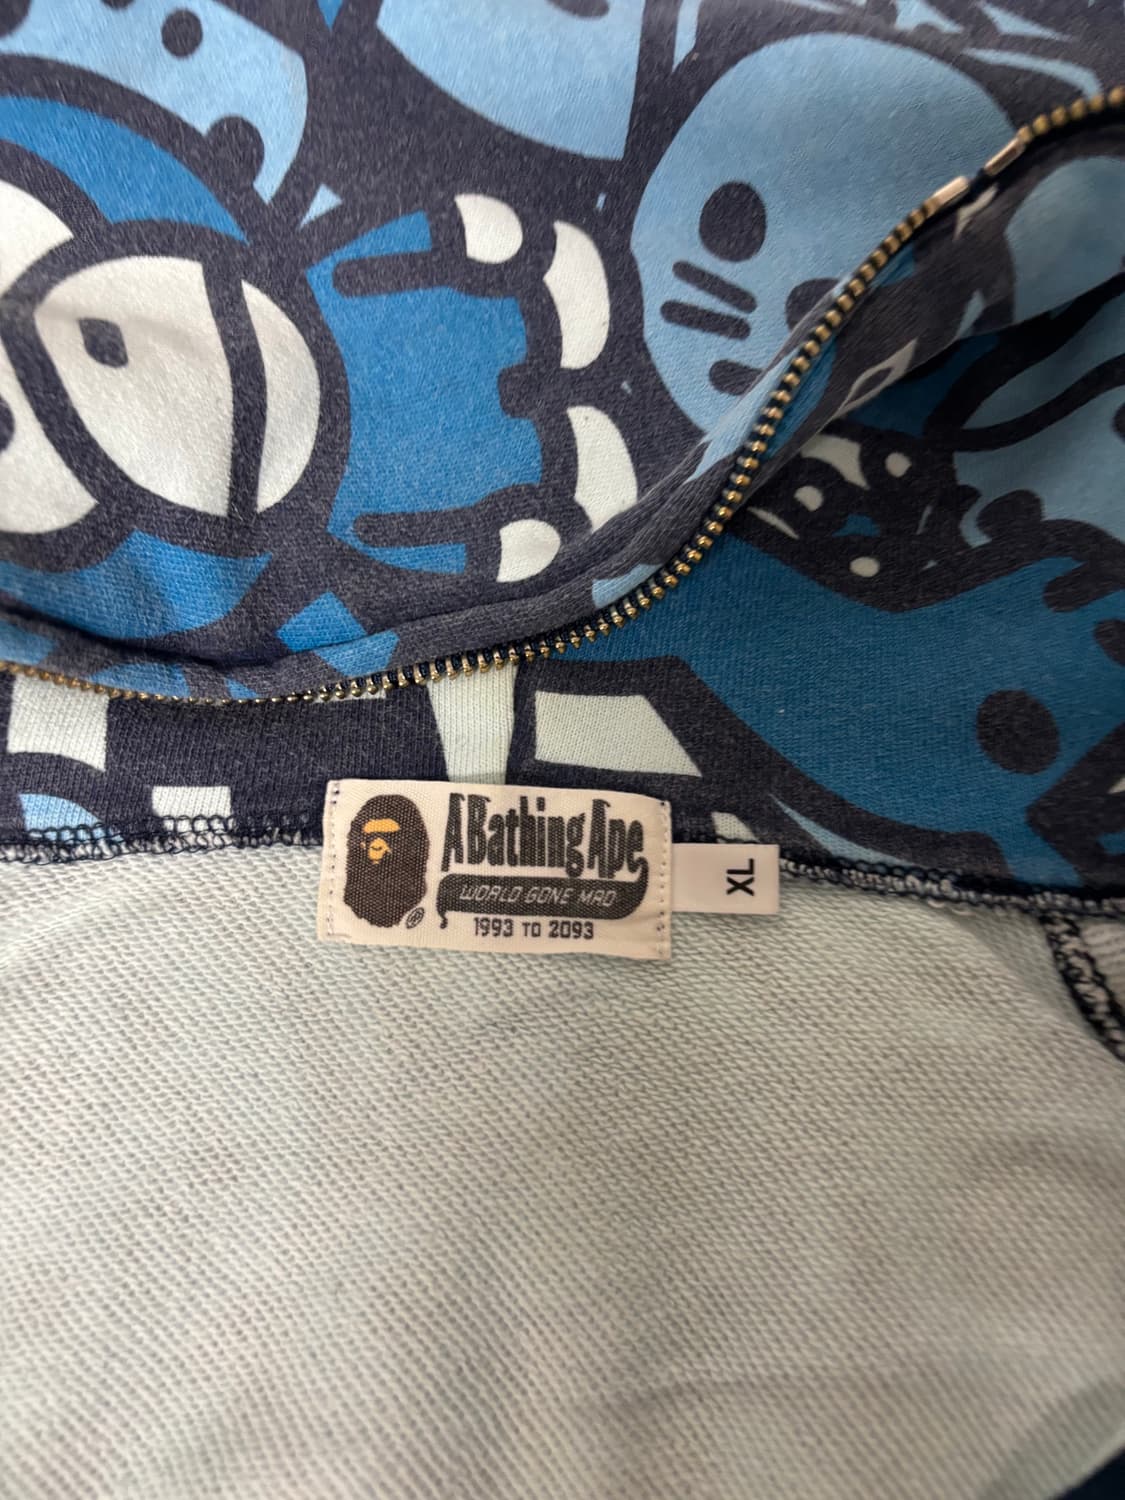 A Bathing Ape
WORLD GONE MAD
1993 TO 2093
XL